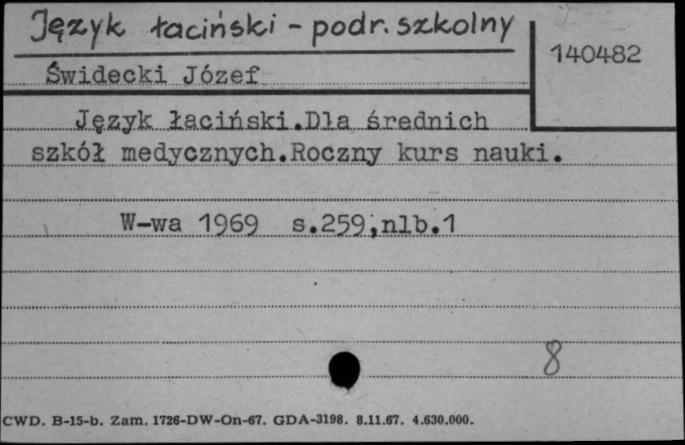 Język łaciński - podr. szkolny
140482
Świdecki Józef
Język łaciński.Dla średnich
szkół medycznych.Roczny kurs nauki.
W-wa 1969 s.259,nlb.1
8
CWD. B-15-b. Zam. 1726-DW-On-67. GDA-3198. 8.11.67. 4.630.000.